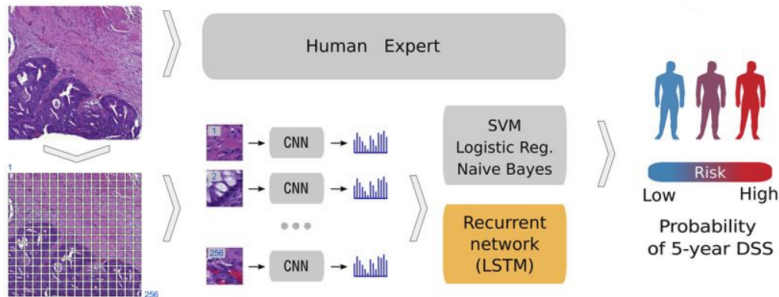 Human Expert
1
256
1
CNN
2
CNN
256
CNN
SVM
Logistic Reg.
Naive Bayes
Recurrent
network
(LSTM)
Risk
Low
High
Probability
of 5-year DSS